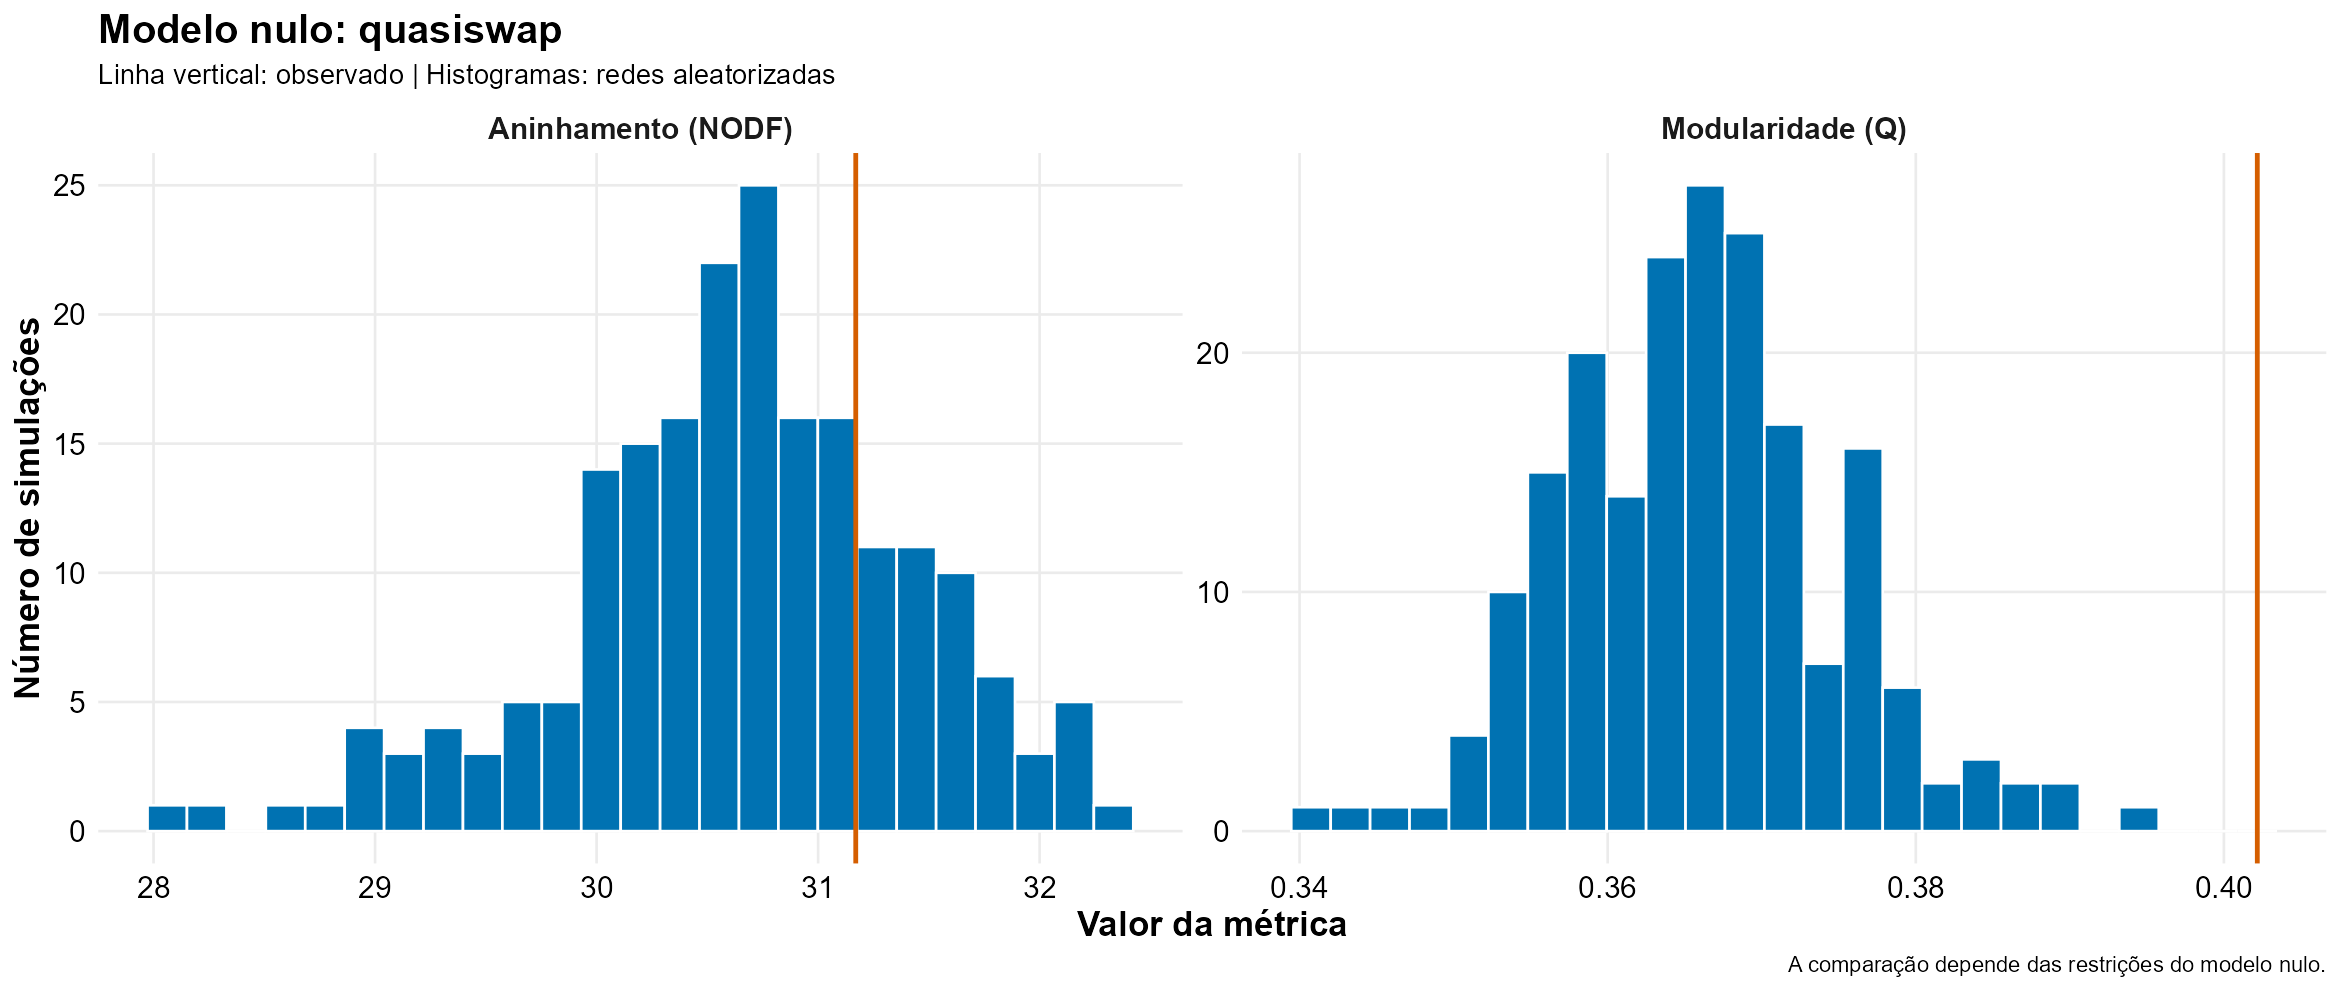 Modelo nulo: quasiswap
Linha vertical: observado | Histogramas: redes aleatorizadas
Aninhamento (NODF)
Modularidade (Q)
Número de simulações
25
20
15
10
5
0
28
29
30
31
32
20
10
0
0.34
0.36
0.38
0.40
Valor da métrica
A comparação depende das restrições do modelo nulo.